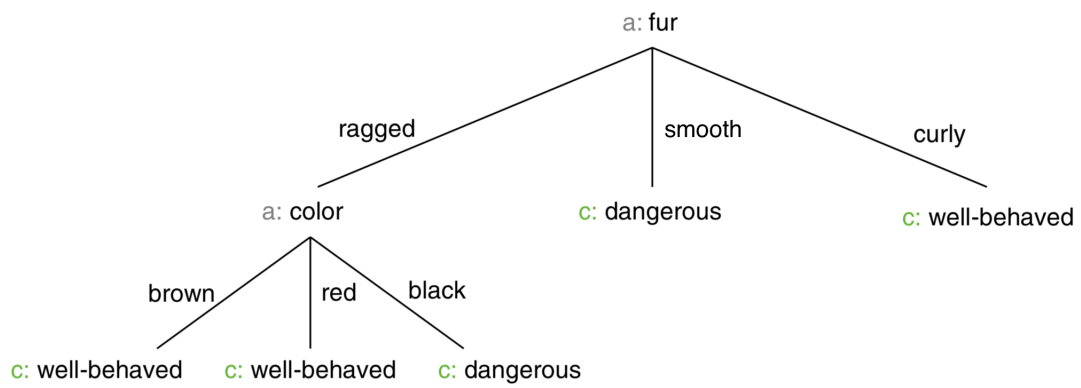 a: fur
ragged
smooth
curly
a: color
c: dangerous
c: well-behaved
brown
red
black
c: well-behaved
c: well-behaved
c: dangerous